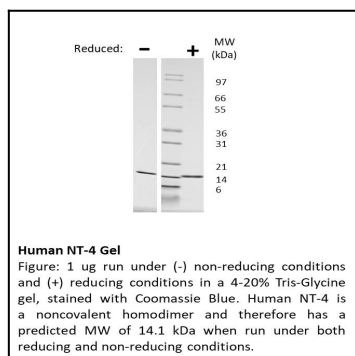 Reduced: − +
MW
(kDa)
97
66
55
36
31
21
14
6
Human NT-4 Gel
Figure: 1 ug run under (-) non-reducing conditions
and (+) reducing conditions in a 4-20% Tris-Glycine
gel, stained with Coomassie Blue. Human NT-4 is
a noncovalent homodimer and therefore has a
predicted MW of 14.1 kDa when run under both
reducing and non-reducing conditions.